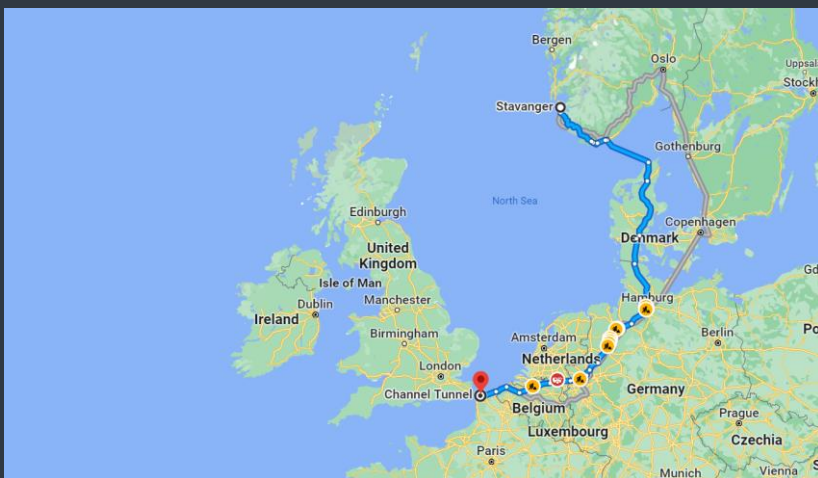 Bergen
Oslo
Uppsal
Stockh
Stavanger
Gothenburg
North Sea
Edinburgh
Copenhagen
Denmark
United
Kingdom
Isle of Man
Hamburg
Gd
Dublin
Manchester
Ireland
Berlin
Po
Birmingham
Amsterdam
Netherlands
London
Channel Tunnel
Germany
Belgium
Prague
Luxembourg
Czechia
Paris
Munich
Vienna
S